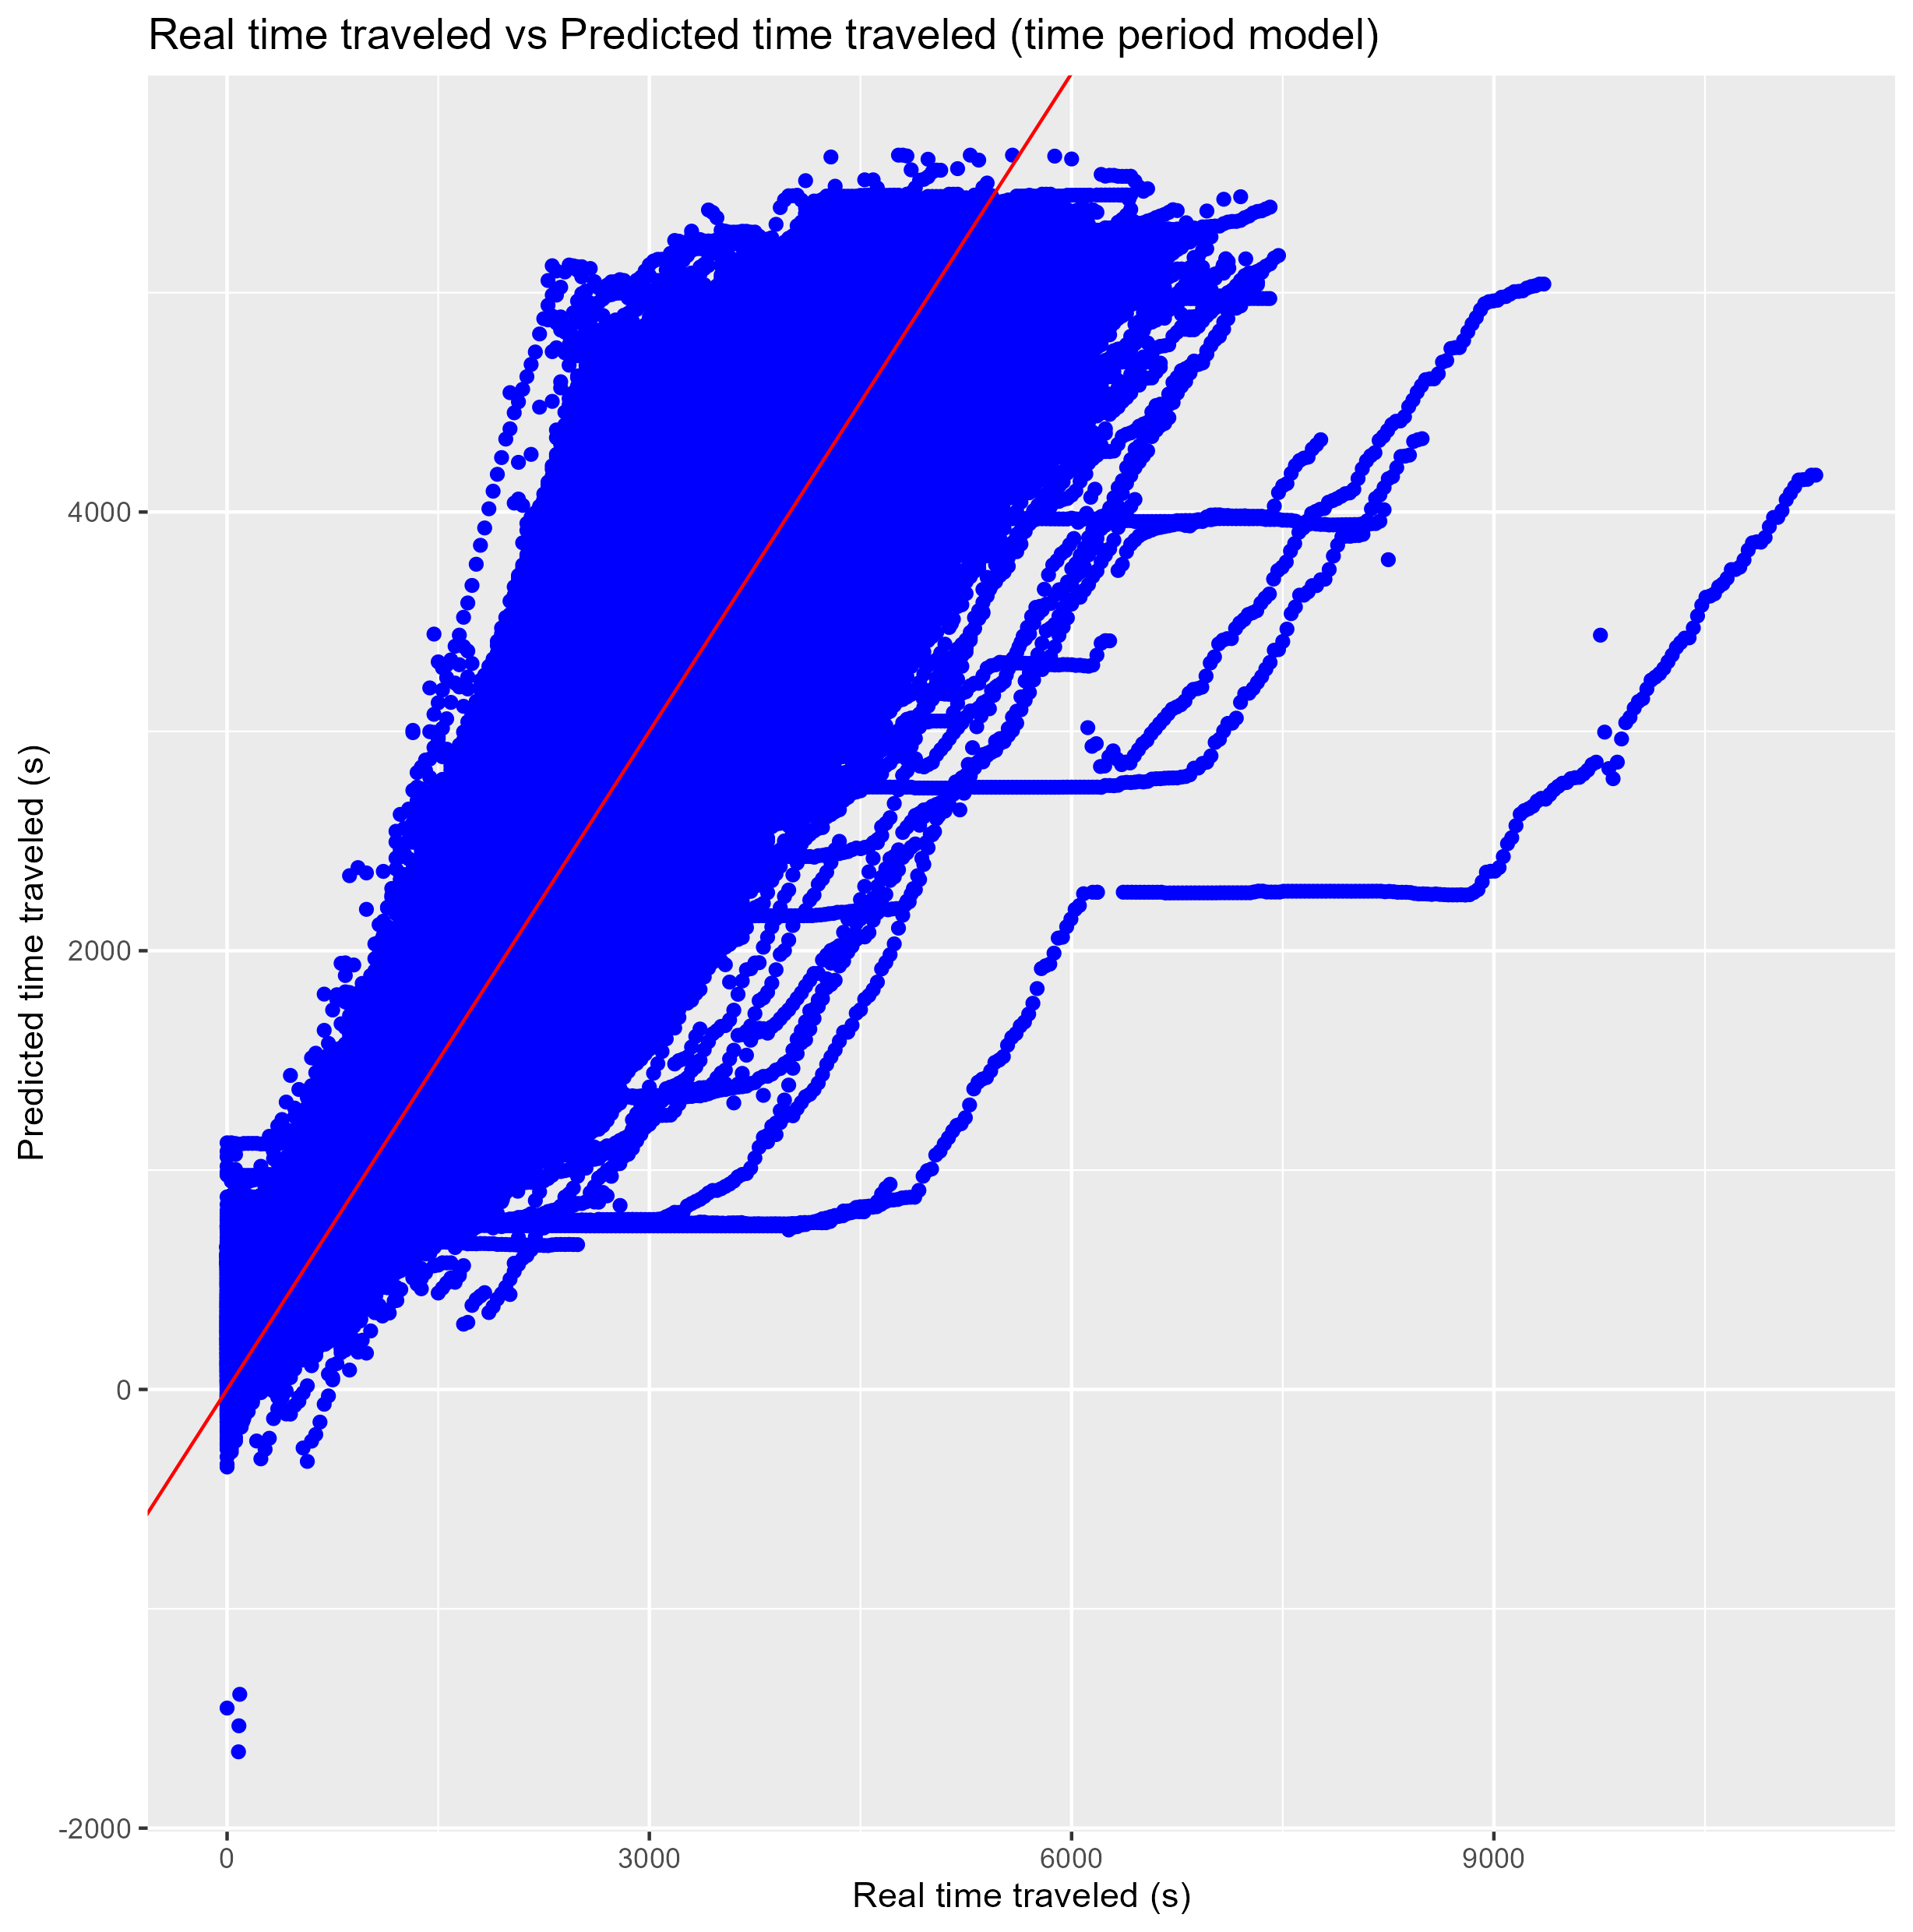 Real time traveled vs Predicted time traveled (time period model)
Predicted time traveled (s)
4000
2000
0
-2000
0 3000 6000 9000
Real time traveled (s)